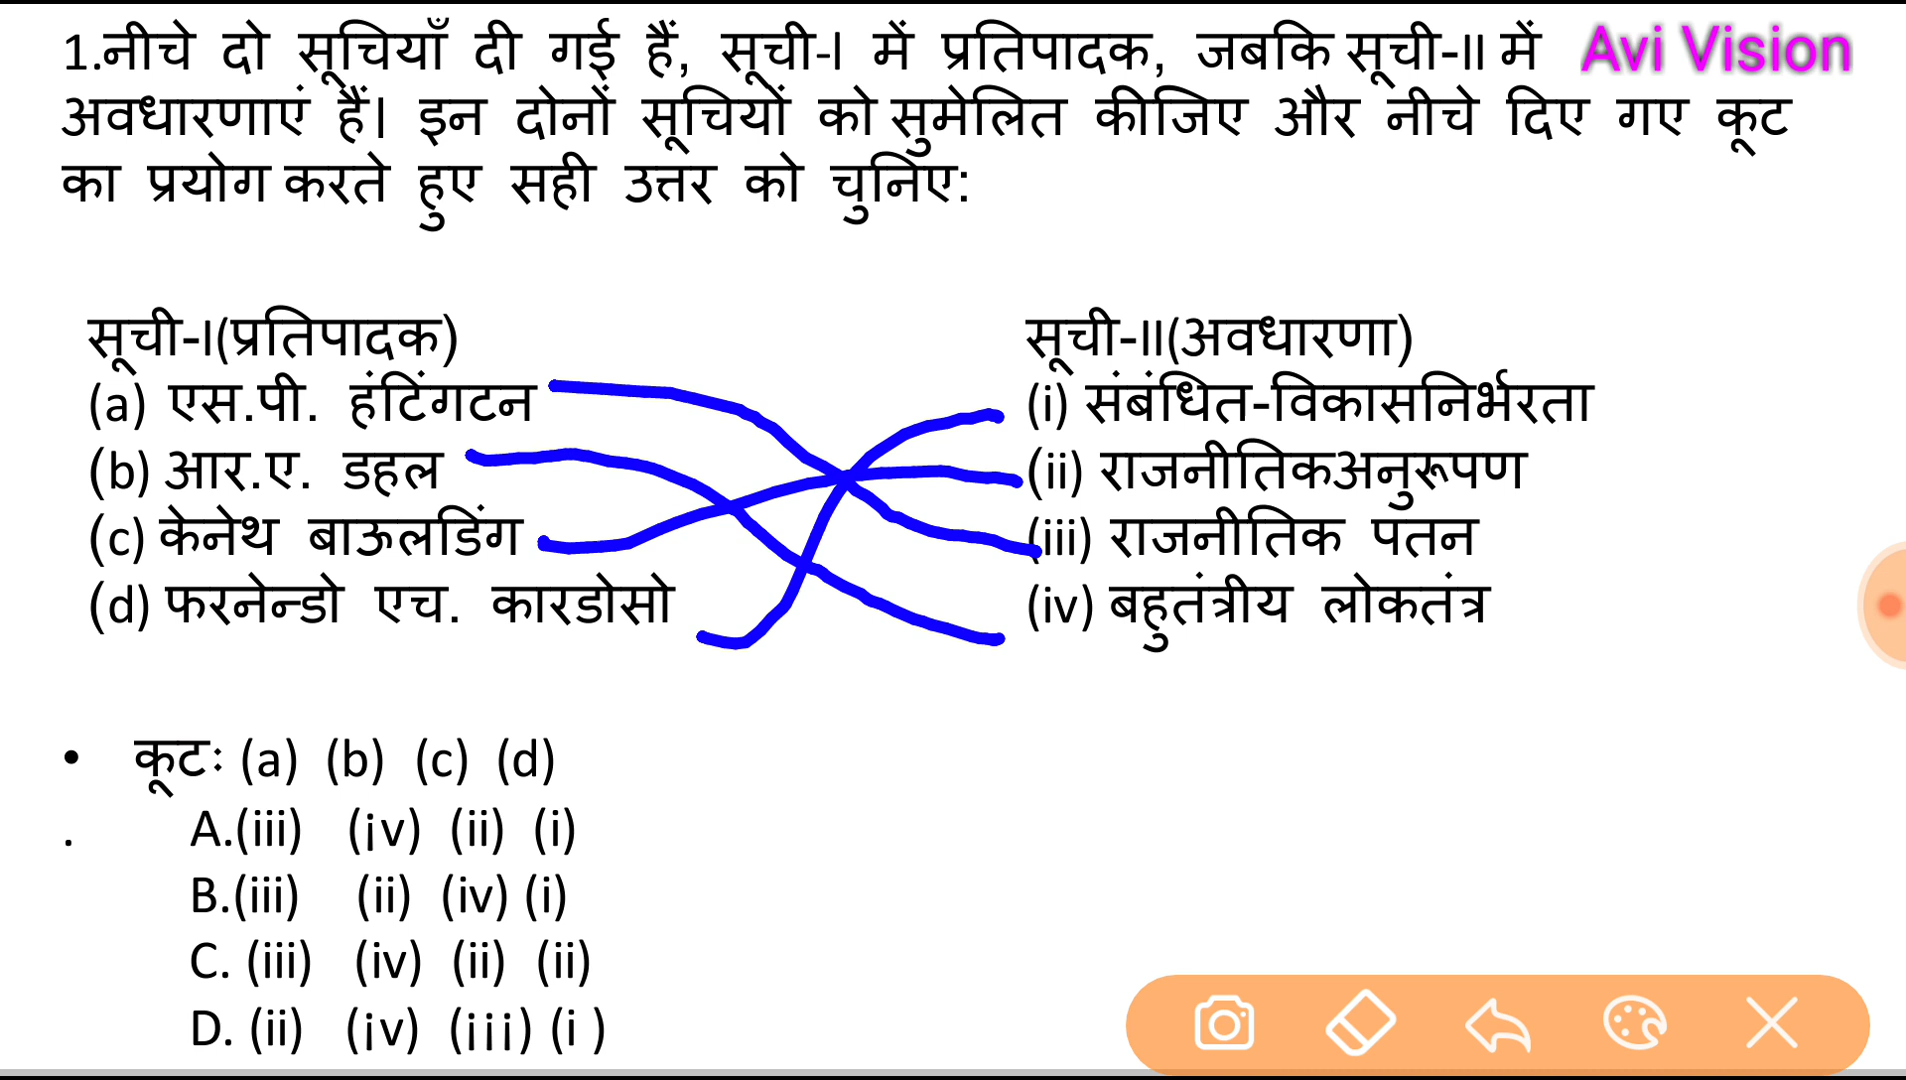 1.नीचे दो सूचियाँ दी गई हैं, सूची-I में प्रतिपादक, जबकि सूची-II में Avi Vision
अवधारणाएं हैं। इन दोनों सूचियों को सुमेलित कीजिए और नीचे दिए गए कूट
का प्रयोग करते हुए सही उत्तर को चुनिए:
सूची-I(प्रतिपादक) सूची-II(अवधारणा)
(a) एस.पी. हंटिंगटन (i) संबंधित-विकासनिर्भरता
(b) आर.ए. डहल (ii) राजनीतिकअनुरूपण
(c) केनेथ बाऊलडिंग (iii) राजनीतिक पतन
(d) फरनेन्डो एच. कारडोसो (iv) बहुतंत्रीय लोकतंत्र
• कूटः (a) (b) (c) (d)
. A.(iii) (iv) (ii) (i)
B.(iii) (ii) (iv) (i)
C. (iii) (iv) (ii) (ii)
D. (ii) (iv) (iii) (i )